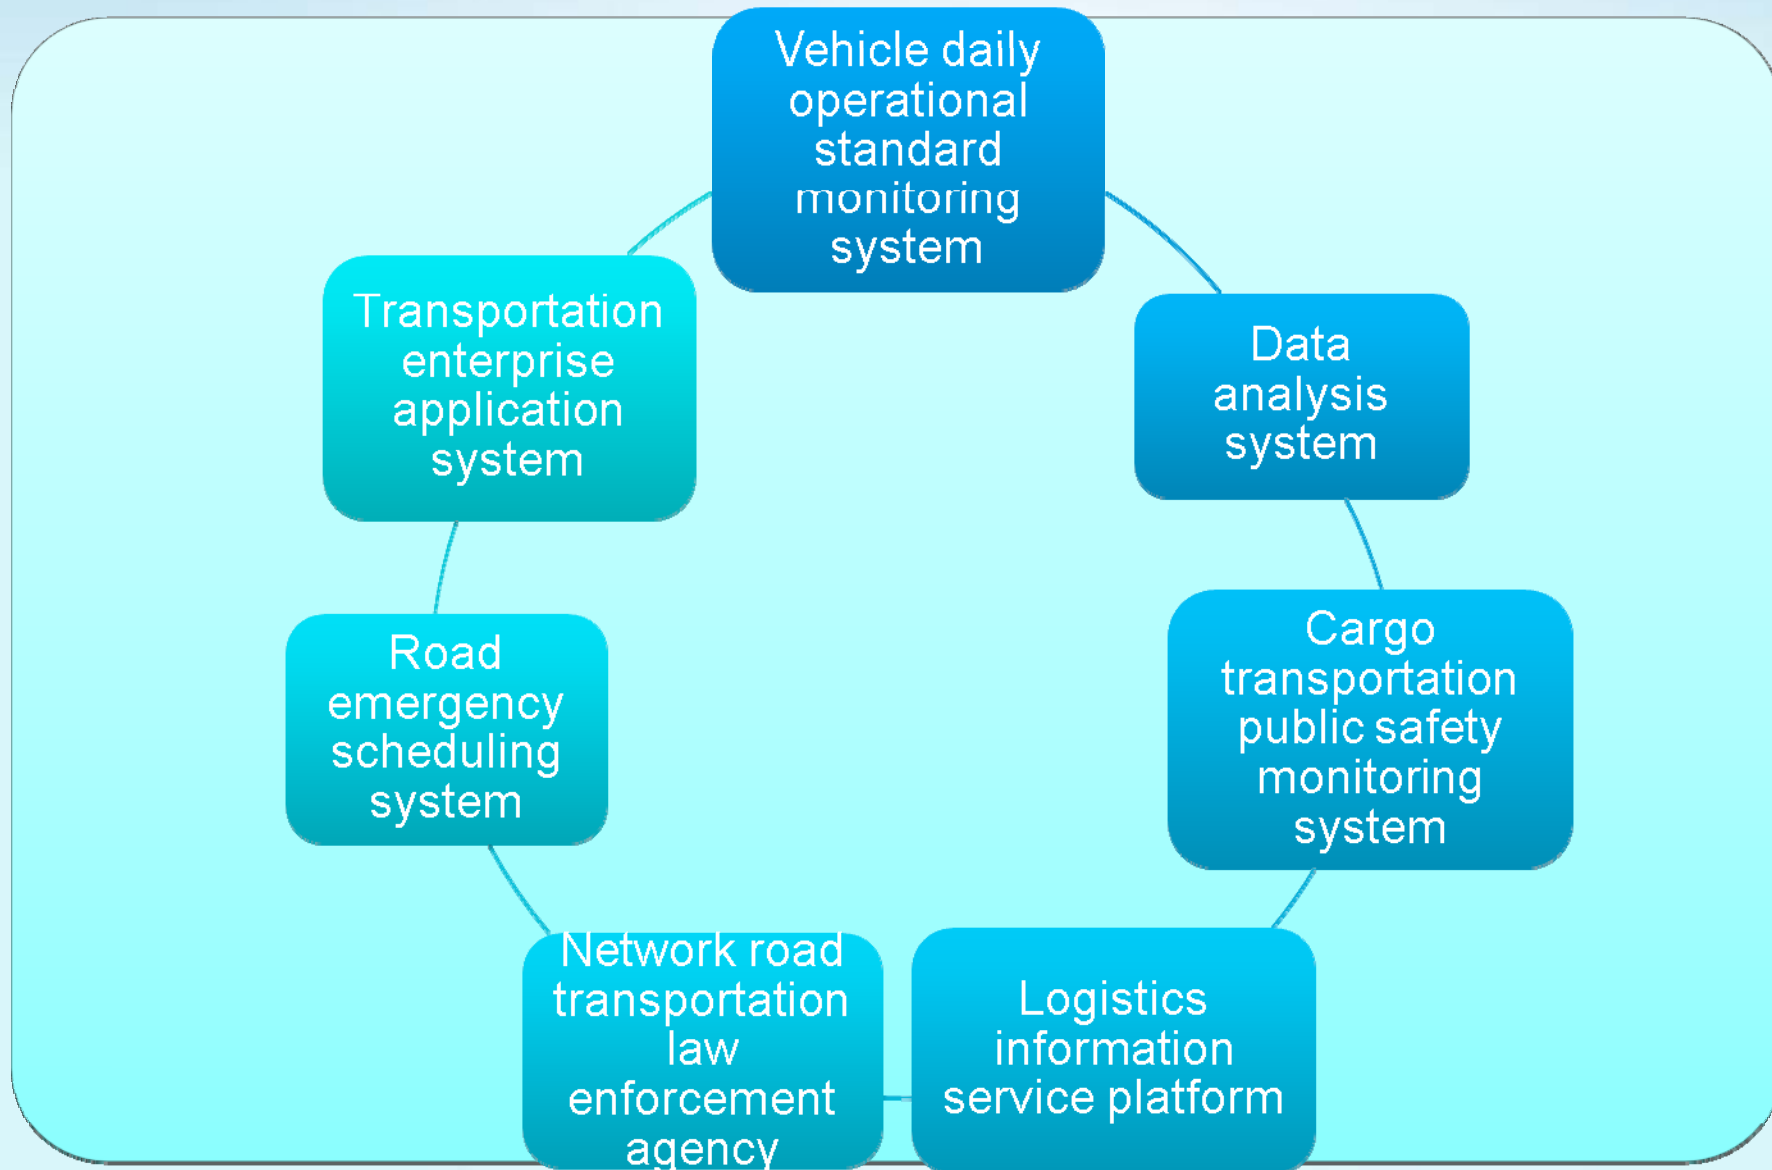 Vehicle daily
operational
standard
monitoring
system
Data
analysis
system
Cargo
transportation
public safety
monitoring
system
Logistics
information
service platform
Network road
transportation
law
enforcement
agency
Road
emergency
scheduling
system
Transportation
enterprise
application
system